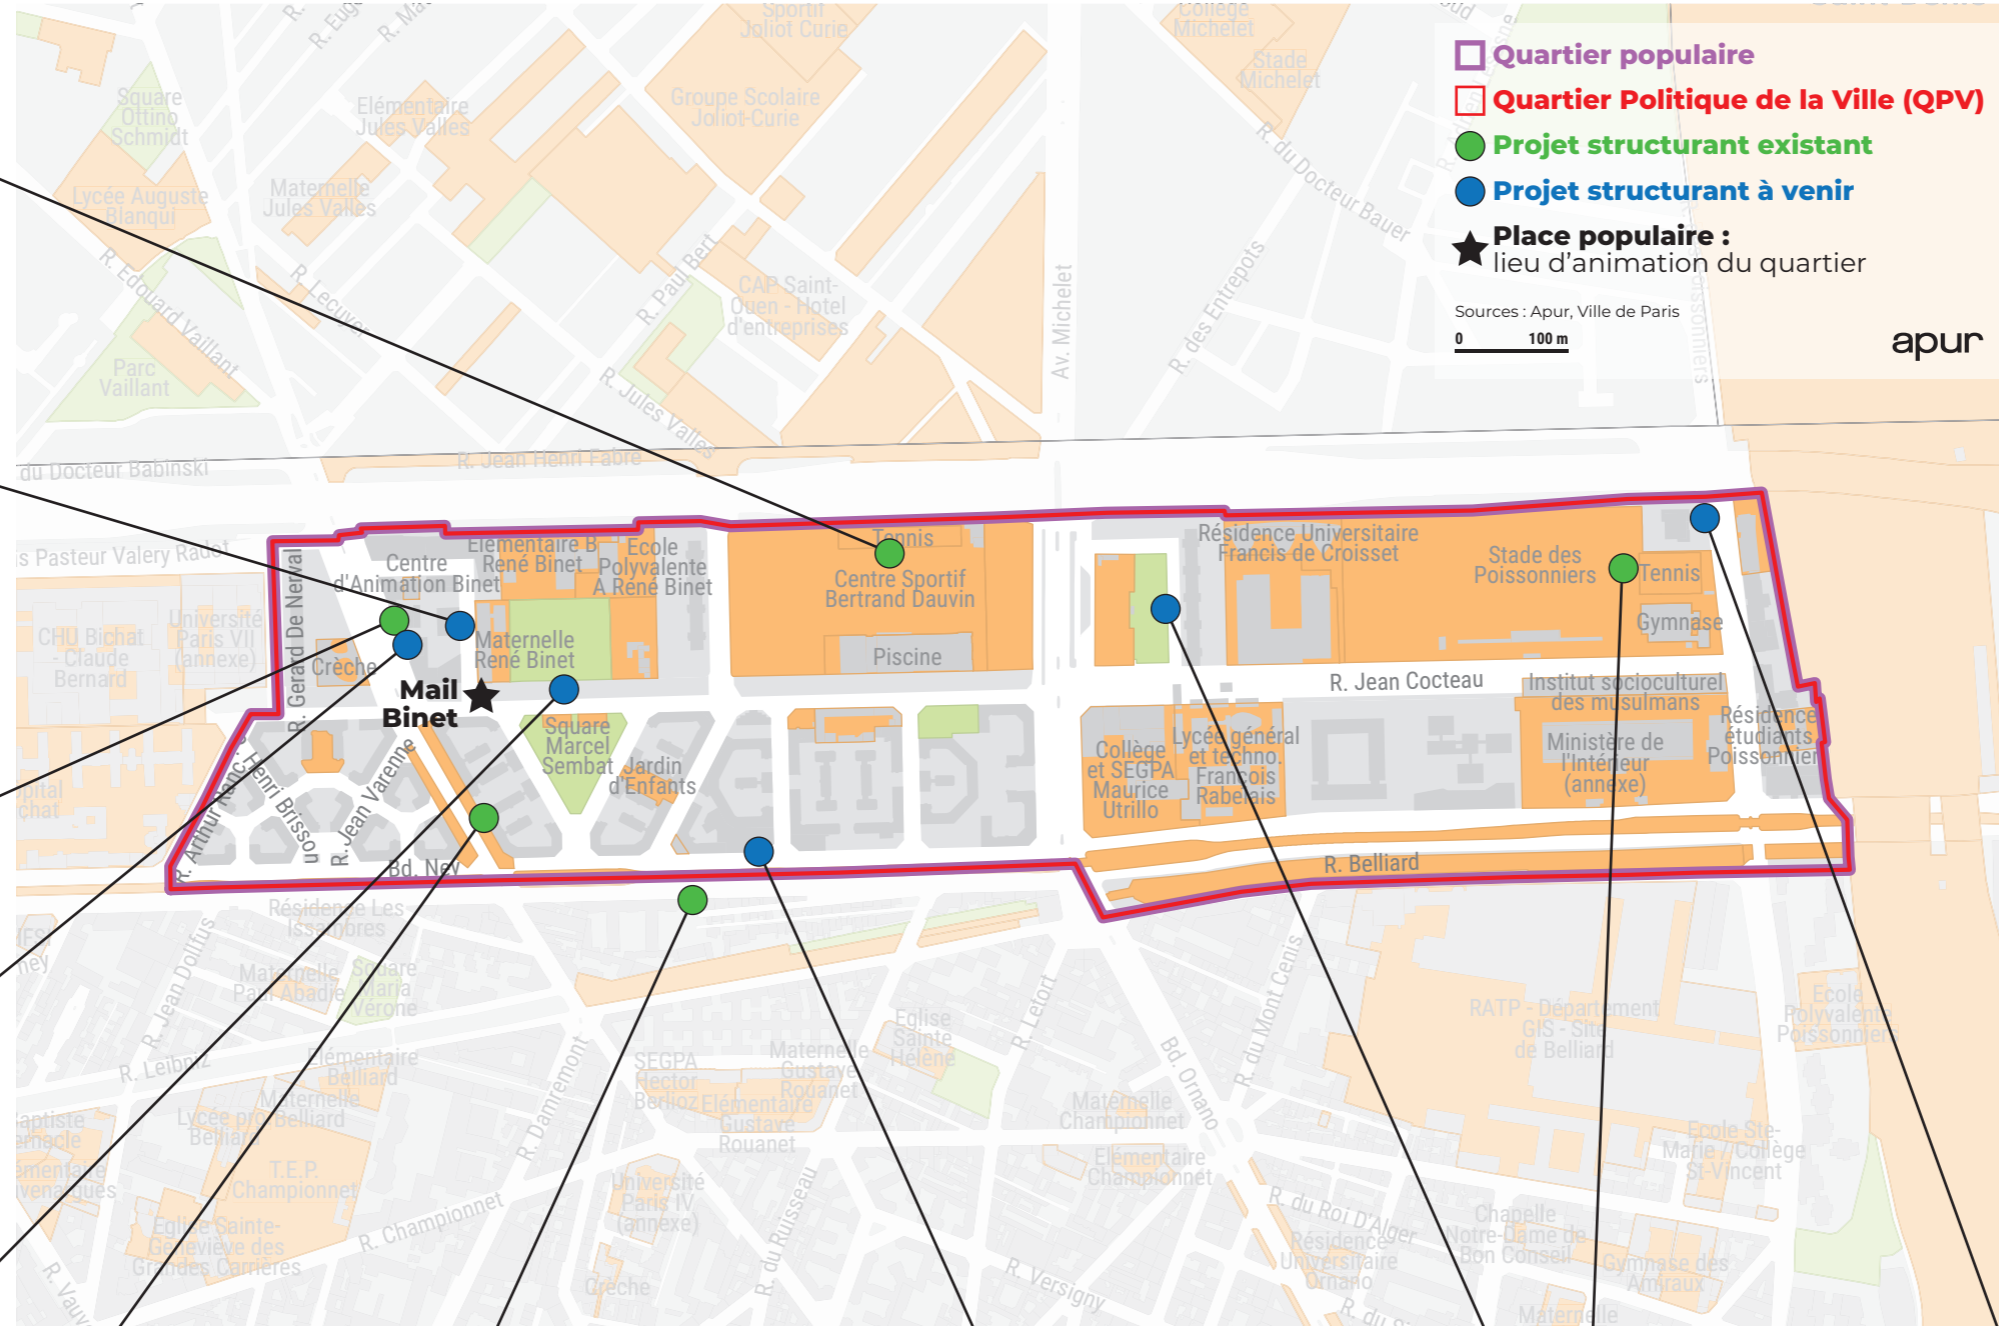 Quartier populaire
Quartier Politique de la Ville (QPV)
Projet structurant existant
Projet structurant à venir
Place populaire :
lieu d'animation du quartier
Sources : Apur, Ville de Paris
0 100 m
apur
Sportif
Joliot Curie
Collège
Michelet
Stade
Michelet
Square
Ottino
Schmidt
Elémentaire
Jules Valles
Groupe Scolaire
Joliot-Curie
R. du Docteur Bauer
Lycée Auguste
Blanqui
Maternelle
Jules Valles
R. Edouard Vaillant
R. Lecuyer
R. Paul Bert
CAP Saint-
Ouen - Hotel
d'entreprises
Av. Michelet
R. des Entrepots
Parc
Vaillant
R. Jules Valles
du Docteur Babinski
R. Jean Henri Fabre
is Pasteur Valery Radot
R. Gerard De Nerval
Centre
d'Animation Binet
Elémentaire B
René Binet
Ecole
Polyvalente
A René Binet
Tennis
Centre Sportif
Bertrand Dauvin
Piscine
Résidence Universitaire
Francis de Croisset
Stade des
Poissonniers
Tennis
Gymnase
CHU Bichat
- Claude
Bernard
Université
Paris VII
(annexe)
Crèche
Maternelle
René Binet
Mail
Binet
R. Jean Cocteau
Institut socioculturel
des musulmans
Square
Marcel
Sembat
Jardin
d'Enfants
Collège
et SEGPA
Maurice
Utrillo
Lycée général
et techno.
François
Rabelais
Ministère de
l'Intérieur
(annexe)
Résidence
étudiants
Poissonnier
R. Arthur Ranc
R. Henri Brisson
R. Jean Varenne
Bd. Ney
R. Belliard
Résidence Les
Issambres
R. Jean Dollfus
Maternelle
Paul Abadie
Square
Maria
Vérone
Eglise
Sainte
Hélène
R. Letort
Bd. Ornano
R. du Mont Cenis
RATP - Département
GIS - Site
de Belliard
Ecole
Polyvalente
Poissonniers
R. Leibniz
Elémentaire
Belliard
Maternelle
Belliard
Lycée pro
Belliard
R. Damremont
SEGPA
Hector
Berlioz
Maternelle
Gustave
Rouanet
Elémentaire
Gustave
Rouanet
Maternelle
Championnet
Elémentaire
Championnet
Ecole Ste-
Marie / Collège
St-Vincent
T.E.P.
Championnet
R. Championnet
Université
Paris IV
(annexe)
R. du Ruisseau
Eglise Sainte-
Geneviève des
Grandes Carrières
Crèche
R. Versigny
R. du Roi D'Alger
Résidence
Universitaire
Ornano
Chapelle
Notre-Dame de
Bon Conseil
Gymnase des
Amiraux
Maternelle